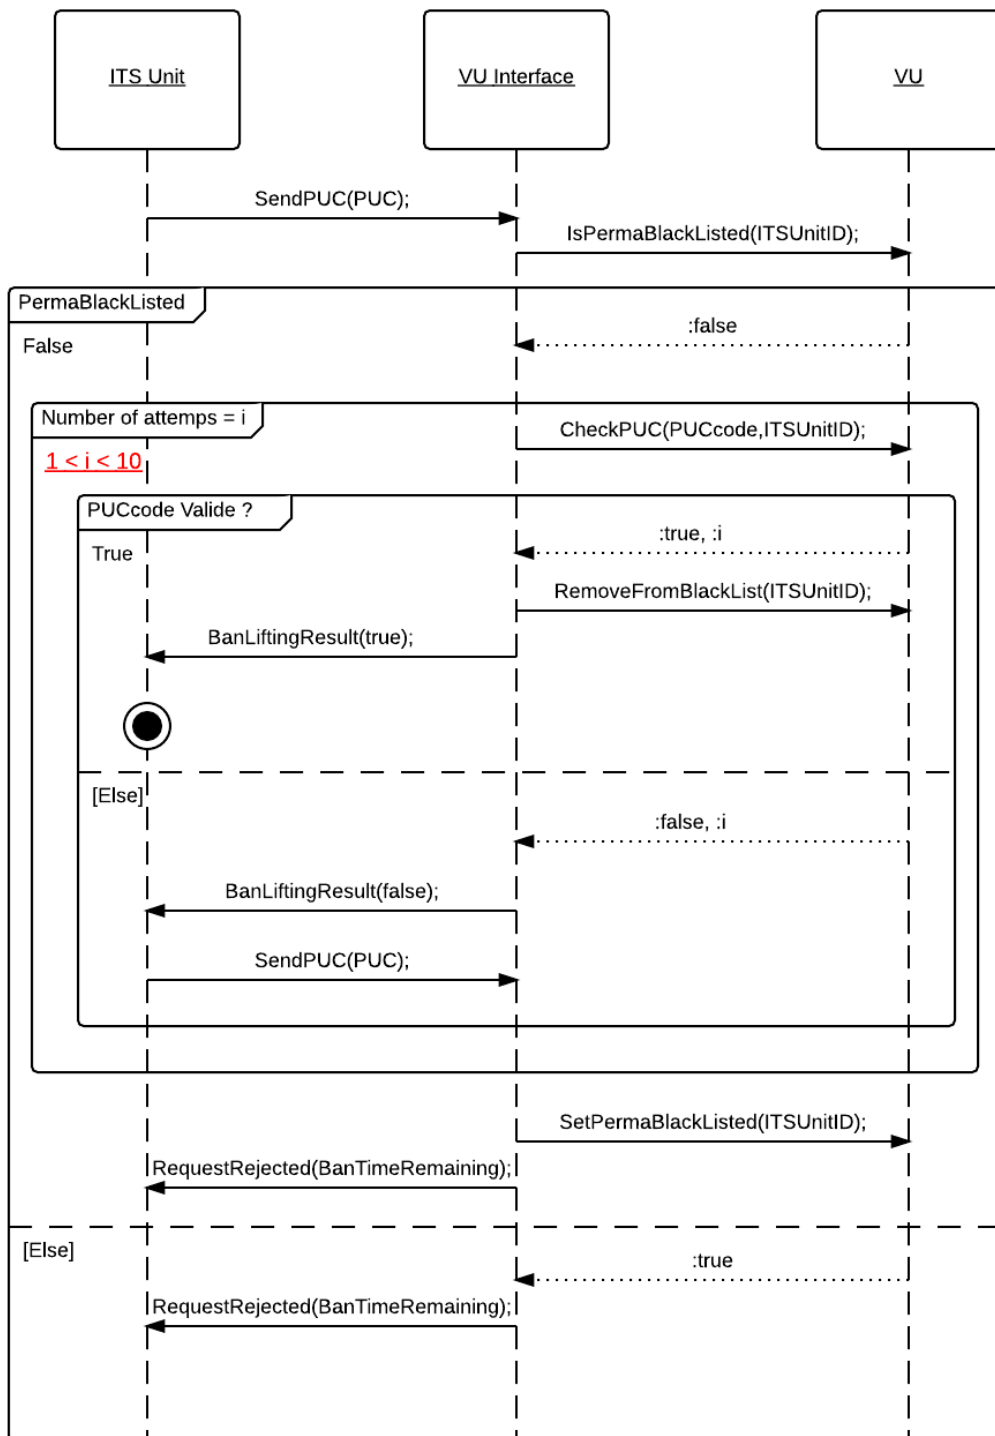 ITS Unit
VU Interface
VU
SendPUC(PUC);
IsPermaBlackListed(ITSUnitID);
PermaBlackListed
:false
False
Number of attemps = i
CheckPUC(PUCcode,ITSUnitID);
1 < i < 10
PUCcode Valide ?
:true, :i
True
RemoveFromBlackList(ITSUnitID);
BanLiftingResult(true);
[Else]
:false, :i
BanLiftingResult(false);
SendPUC(PUC);
SetPermaBlackListed(ITSUnitID);
RequestRejected(BanTimeRemaining);
[Else]
:true
RequestRejected(BanTimeRemaining);